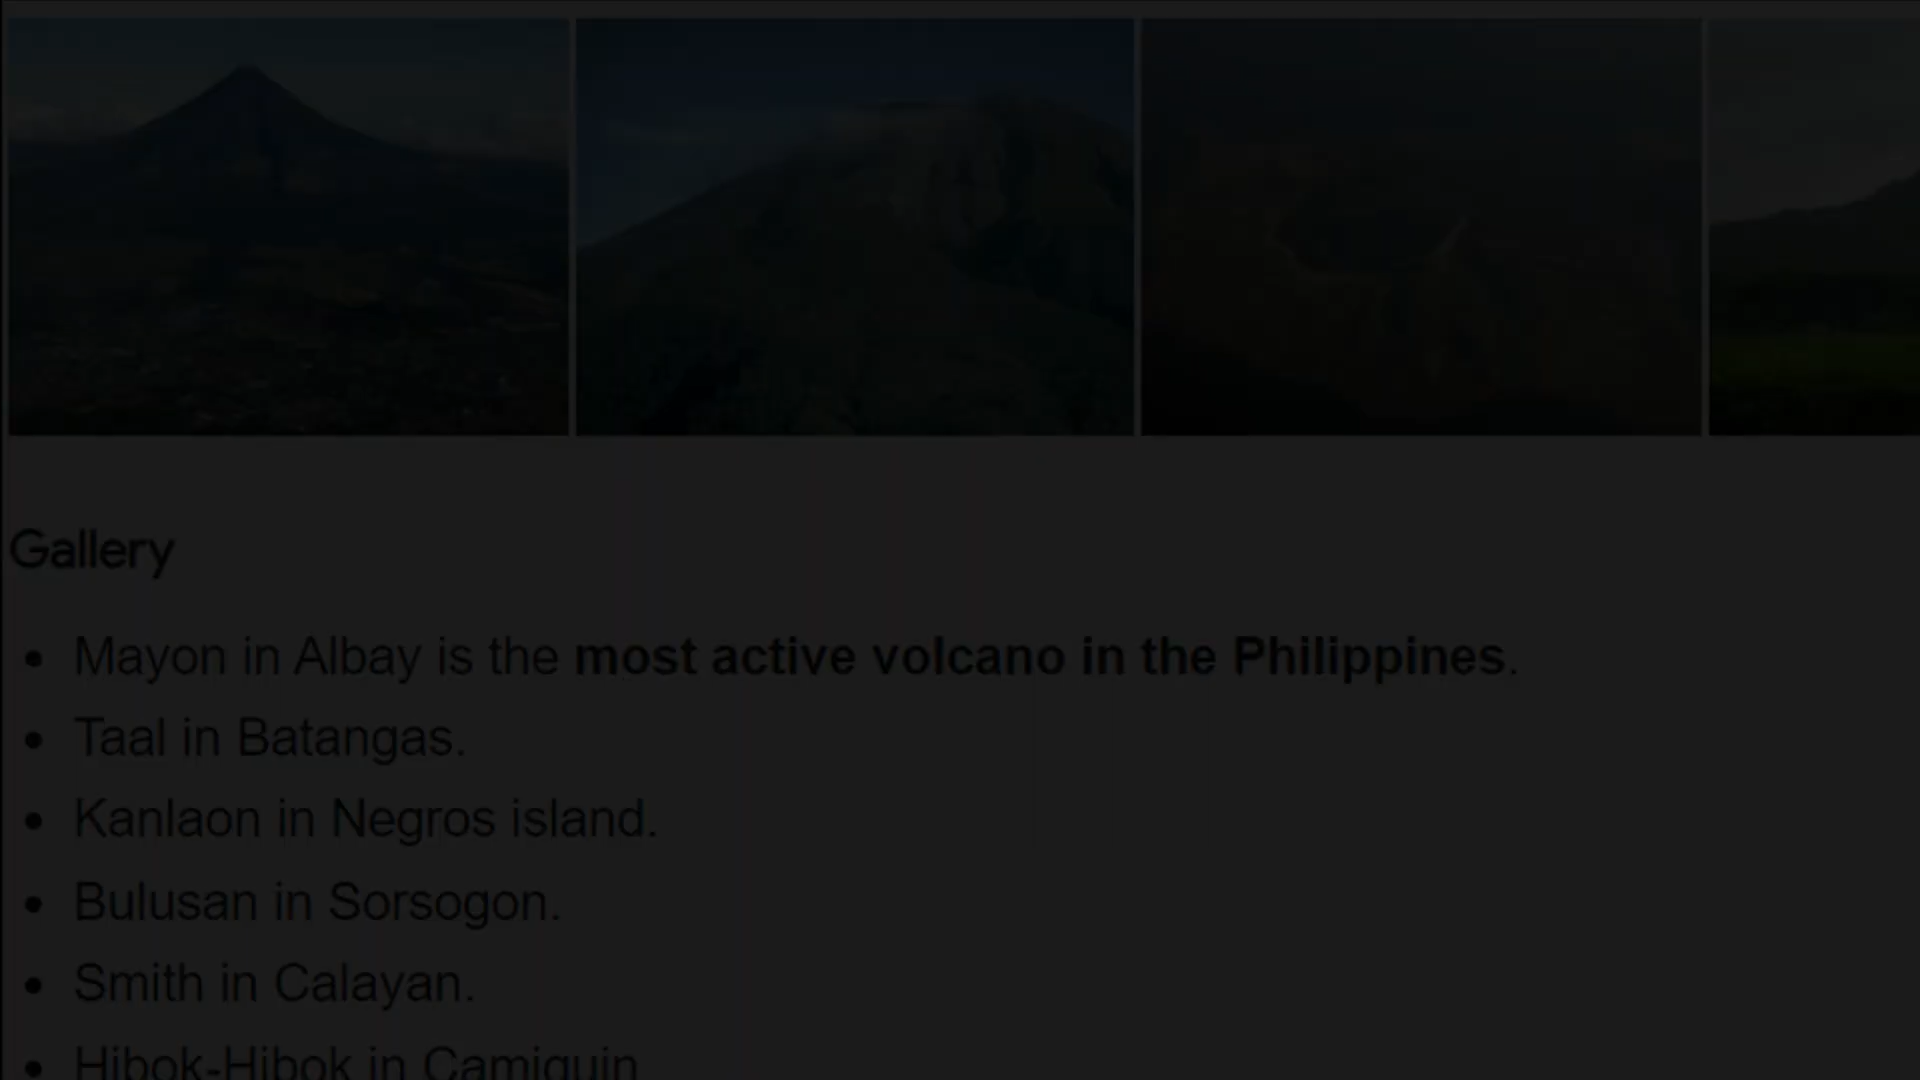 Gallery
• Mayon in Albay is the most active volcano in the Philippines.
• Taal in Batangas.
• Kanlaon in Negros island.
• Bulusan in Sorsogon.
• Smith in Calayan.
• Hibok-Hibok in Camiguin